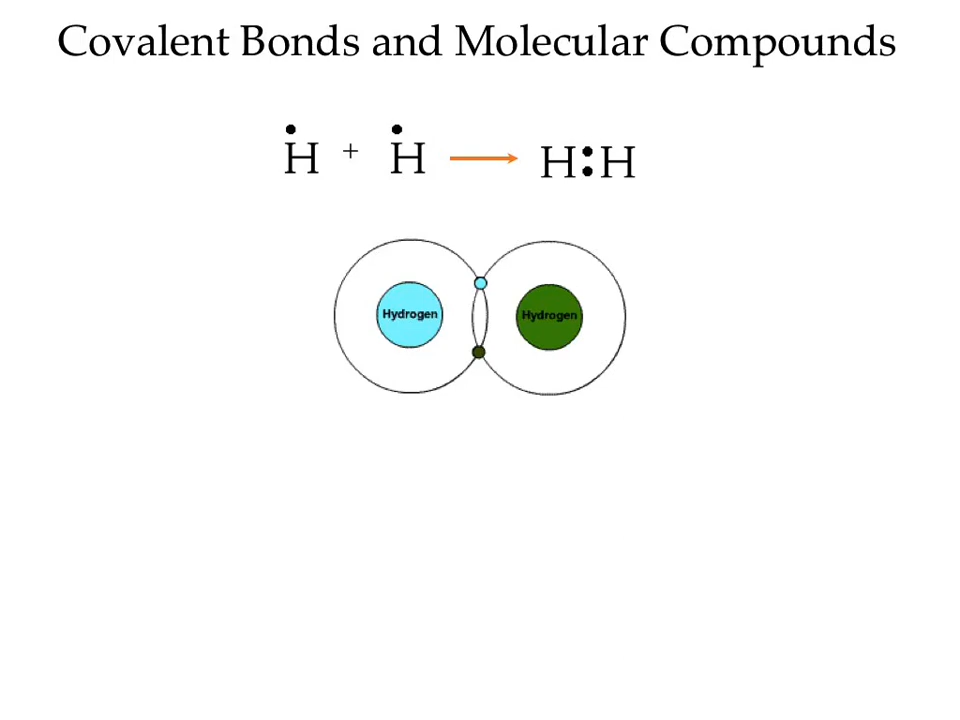 Covalent Bonds and Molecular Compounds
H + H → H:H
Hydrogen Hydrogen